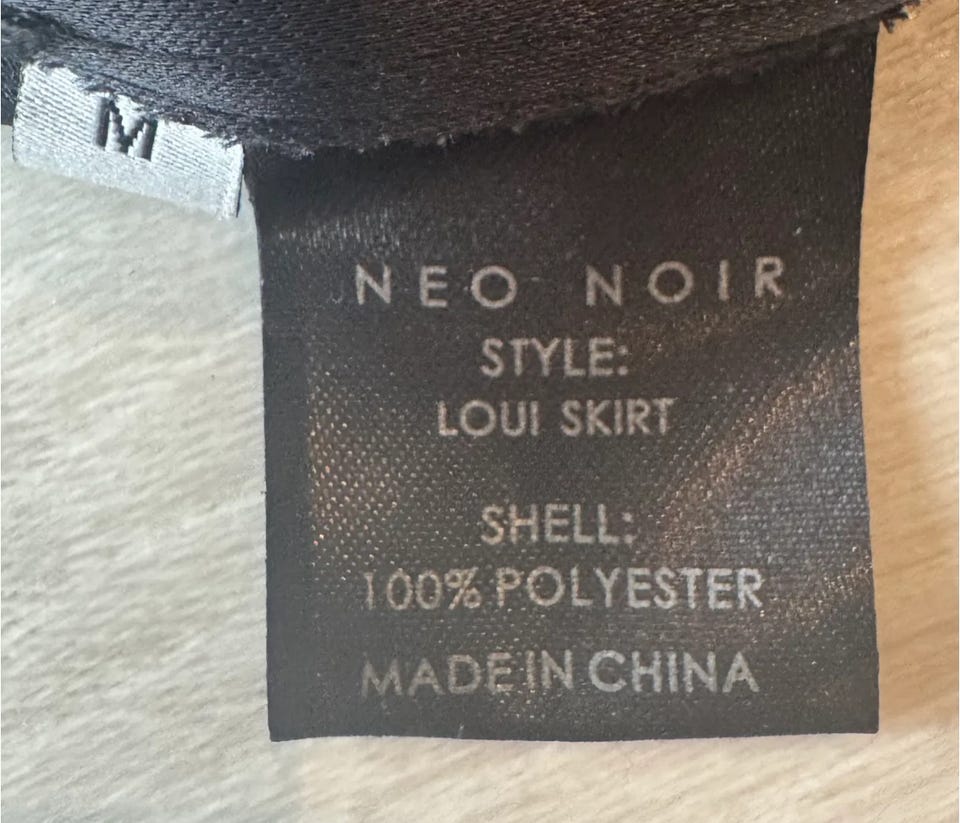 M
NEO NOIR
STYLE:
LOUI SKIRT
SHELL:
100% POLYESTER
MADE IN CHINA